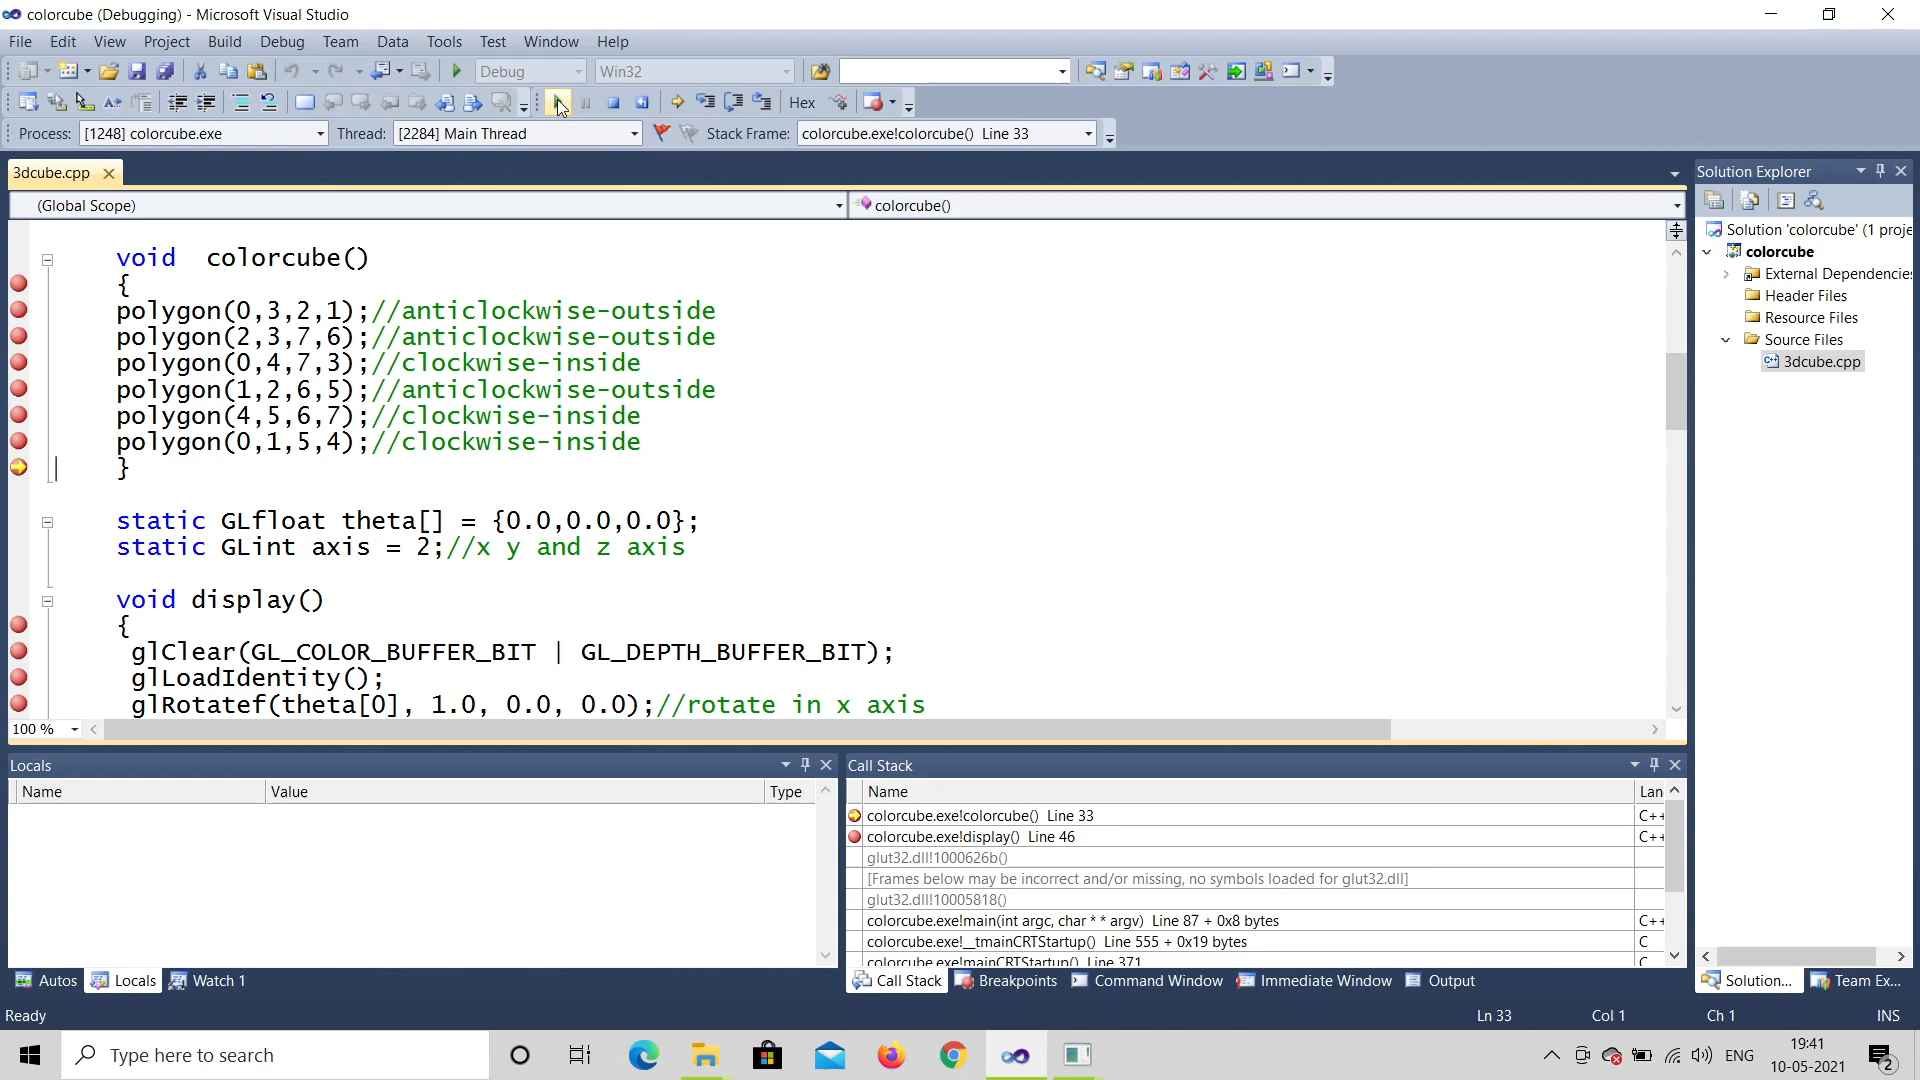 colorcube (Debugging) - Microsoft Visual Studio
File Edit View Project Build Debug Team Data Tools Test Window Help
Debug Win32
Hex
Process: [1248] colorcube.exe Thread: [2284] Main Thread Stack Frame: colorcube.exe!colorcube() Line 33
3dcube.cpp
(Global Scope) colorcube()
void  colorcube()
{
polygon(0,3,2,1);//anticlockwise-outside
polygon(2,3,7,6);//anticlockwise-outside
polygon(0,4,7,3);//clockwise-inside
polygon(1,2,6,5);//anticlockwise-outside
polygon(4,5,6,7);//clockwise-inside
polygon(0,1,5,4);//clockwise-inside
}
static GLfloat theta[] = {0.0,0.0,0.0};
static GLint axis = 2;//x y and z axis
void display()
{
glClear(GL_COLOR_BUFFER_BIT | GL_DEPTH_BUFFER_BIT);
glLoadIdentity();
glRotatef(theta[0], 1.0, 0.0, 0.0);//rotate in x axis
100 %
Solution Explorer
Solution 'colorcube' (1 proje
colorcube
External Dependencie
Header Files
Resource Files
Source Files
3dcube.cpp
Locals
Name Value Type
Autos Locals Watch 1
Call Stack
Name Lan
colorcube.exe!colorcube() Line 33 C++
colorcube.exe!display() Line 46 C++
glut32.dll!1000626b()
[Frames below may be incorrect and/or missing, no symbols loaded for glut32.dll]
glut32.dll!10005818()
colorcube.exe!main(int argc, char * * argv) Line 87 + 0x8 bytes C++
colorcube.exe!__tmainCRTStartup() Line 555 + 0x19 bytes C
colorcube.exe!mainCRTStartup() Line 371 C
Call Stack Breakpoints Command Window Immediate Window Output
Solution... Team Ex...
Ready Ln 33 Col 1 Ch 1 INS
Type here to search
ENG
19:41
10-05-2021
2